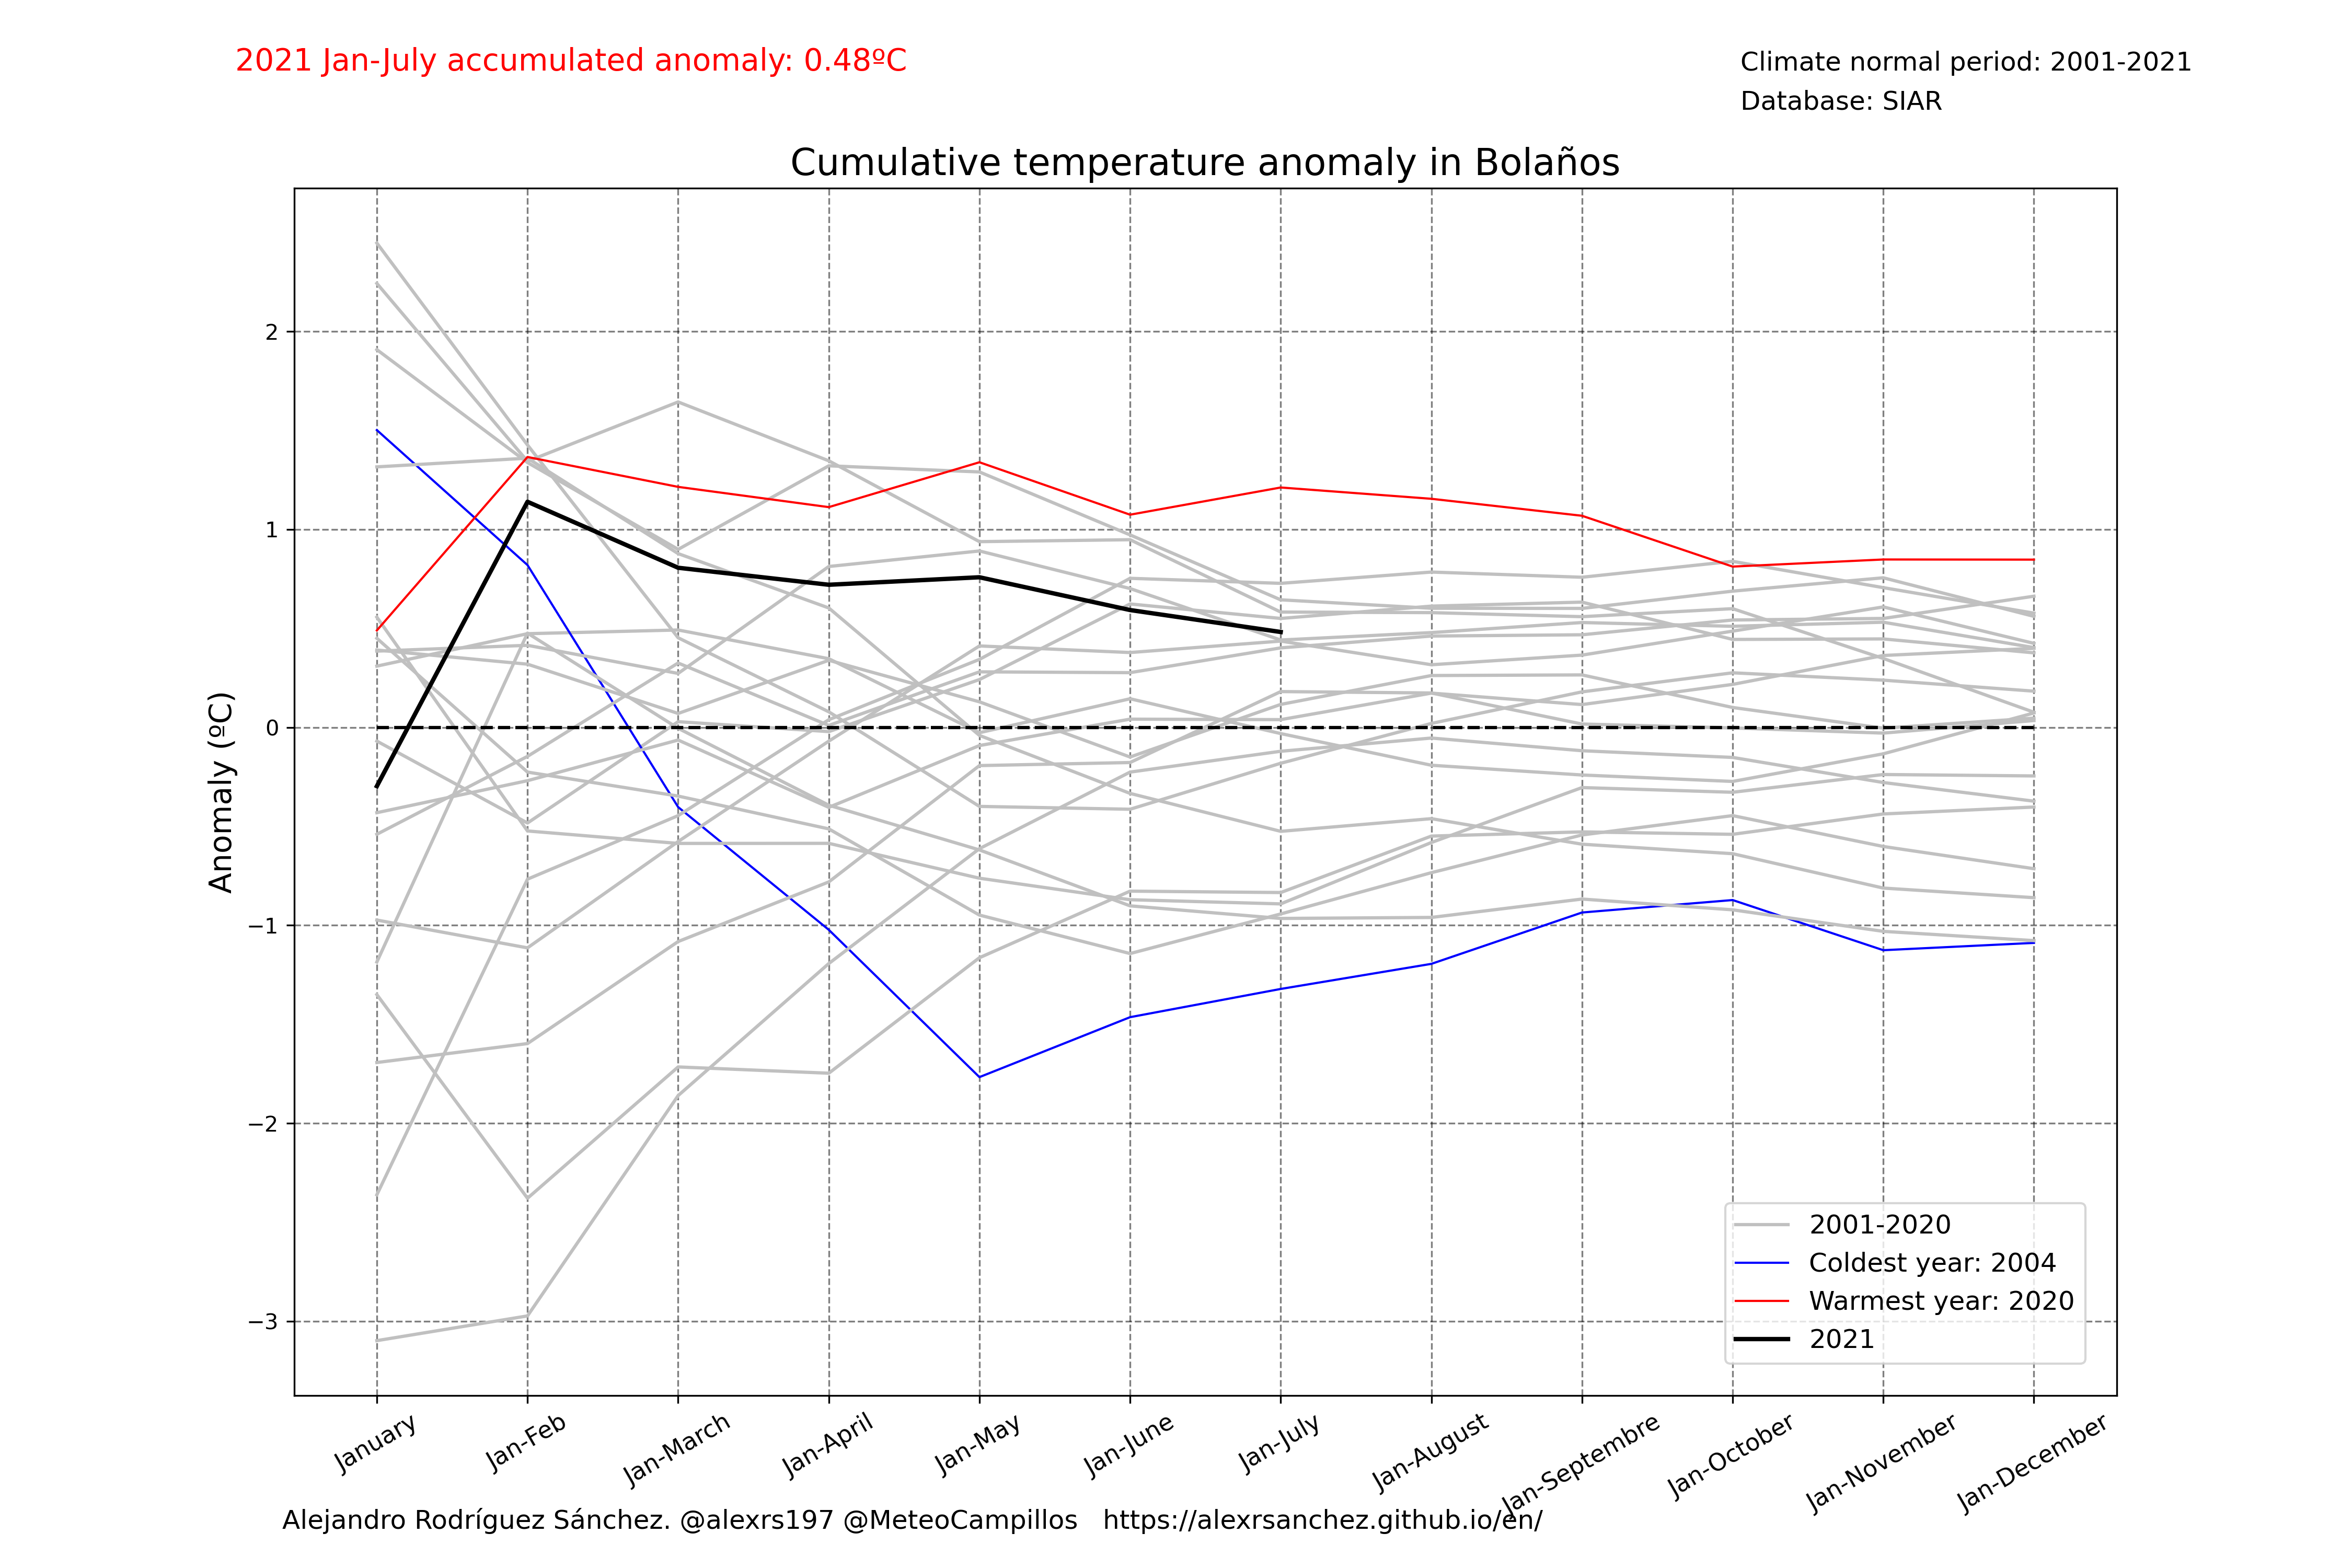 2021 Jan-July accumulated anomaly: 0.48ºC
Climate normal period: 2001-2021
Database: SIAR
Cumulative temperature anomaly in Bolaños
Anomaly (ºC)
2
1
0
−1
−2
−3
2001-2020
Coldest year: 2004
Warmest year: 2020
2021
January
Jan-Feb
Jan-March
Jan-April
Jan-May
Jan-June
Jan-July
Jan-August
Jan-Septembre
Jan-October
Jan-November
Jan-December
Alejandro Rodríguez Sánchez. @alexrs197 @MeteoCampillos   https://alexrsanchez.github.io/en/